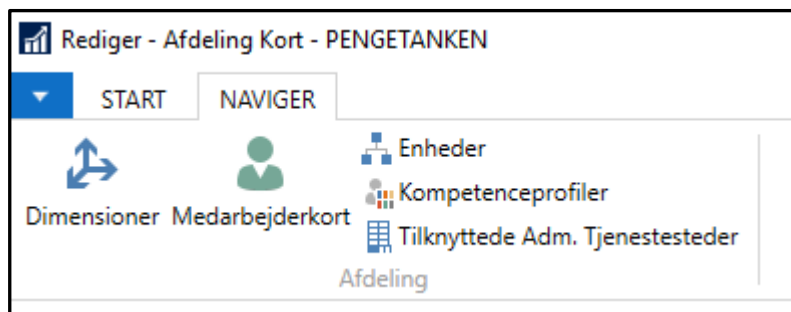 Rediger - Afdeling Kort - PENGETANKEN
START NAVIGER
Dimensioner
Medarbejderkort
Enheder
Kompetenceprofiler
Tilknyttede Adm. Tjenestesteder
Afdeling